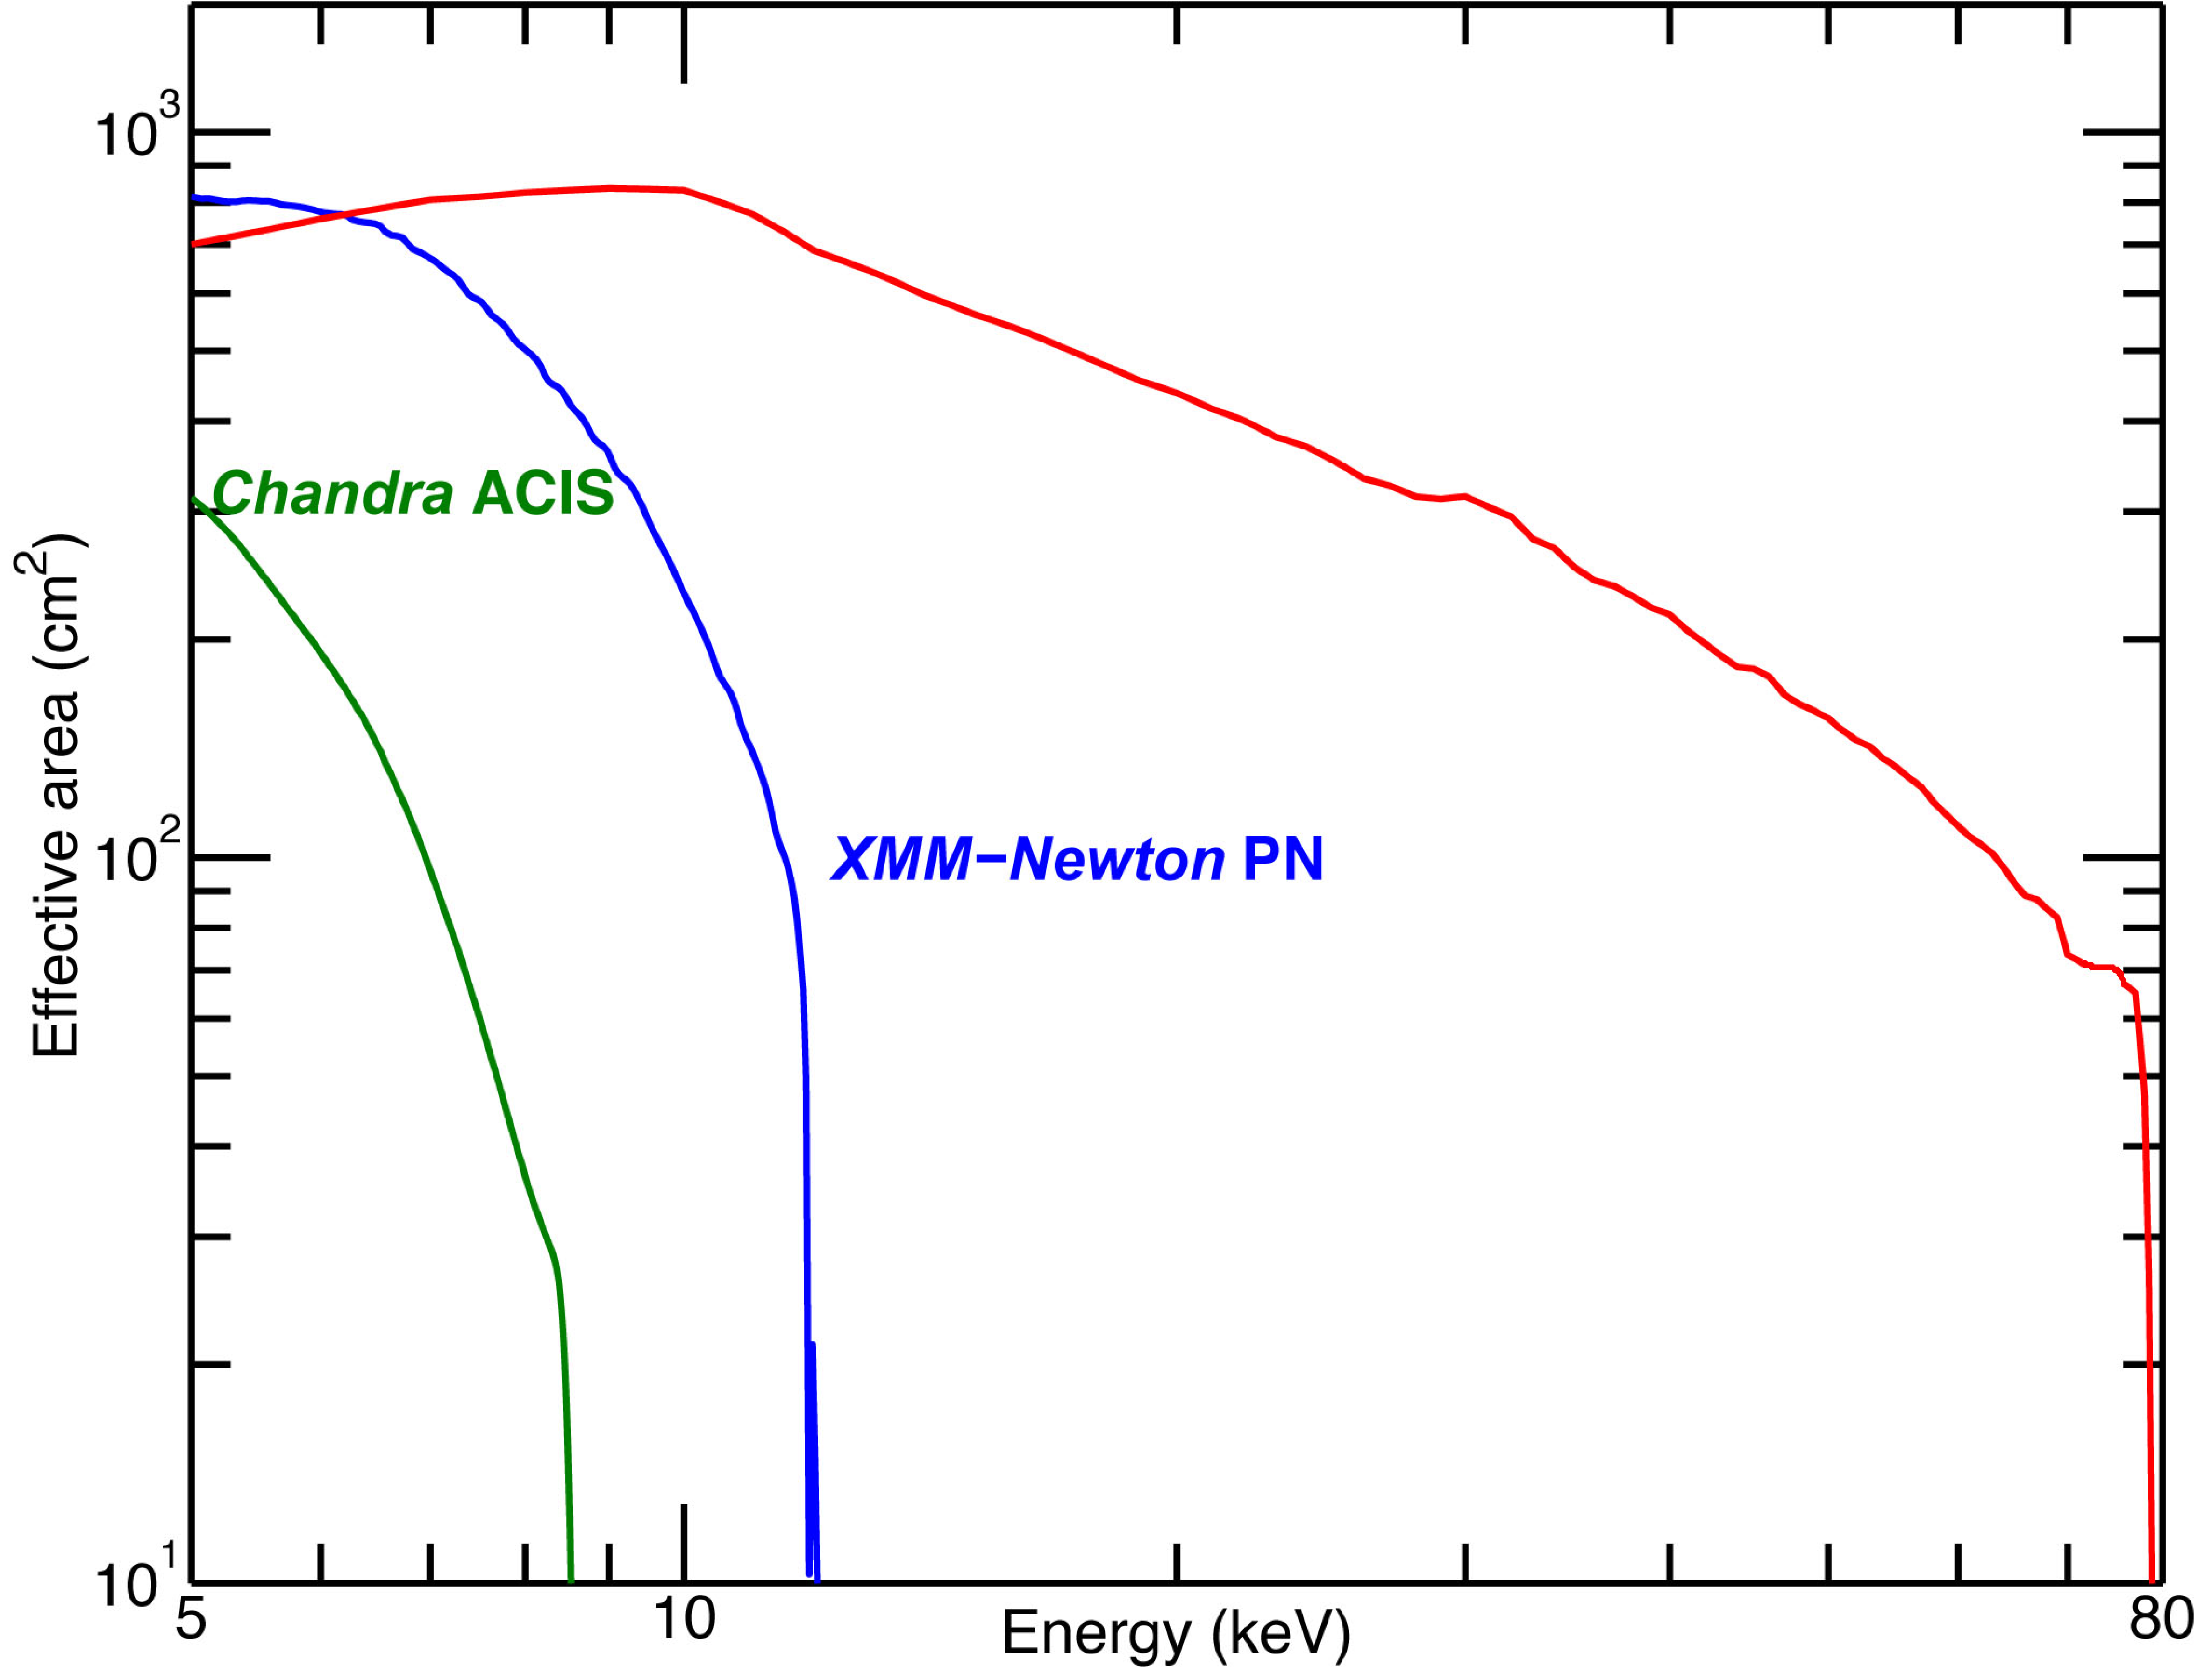 Effective area (cm²)
10³
10²
10¹
Chandra ACIS
XMM−Newton PN
5
10
80
Energy (keV)